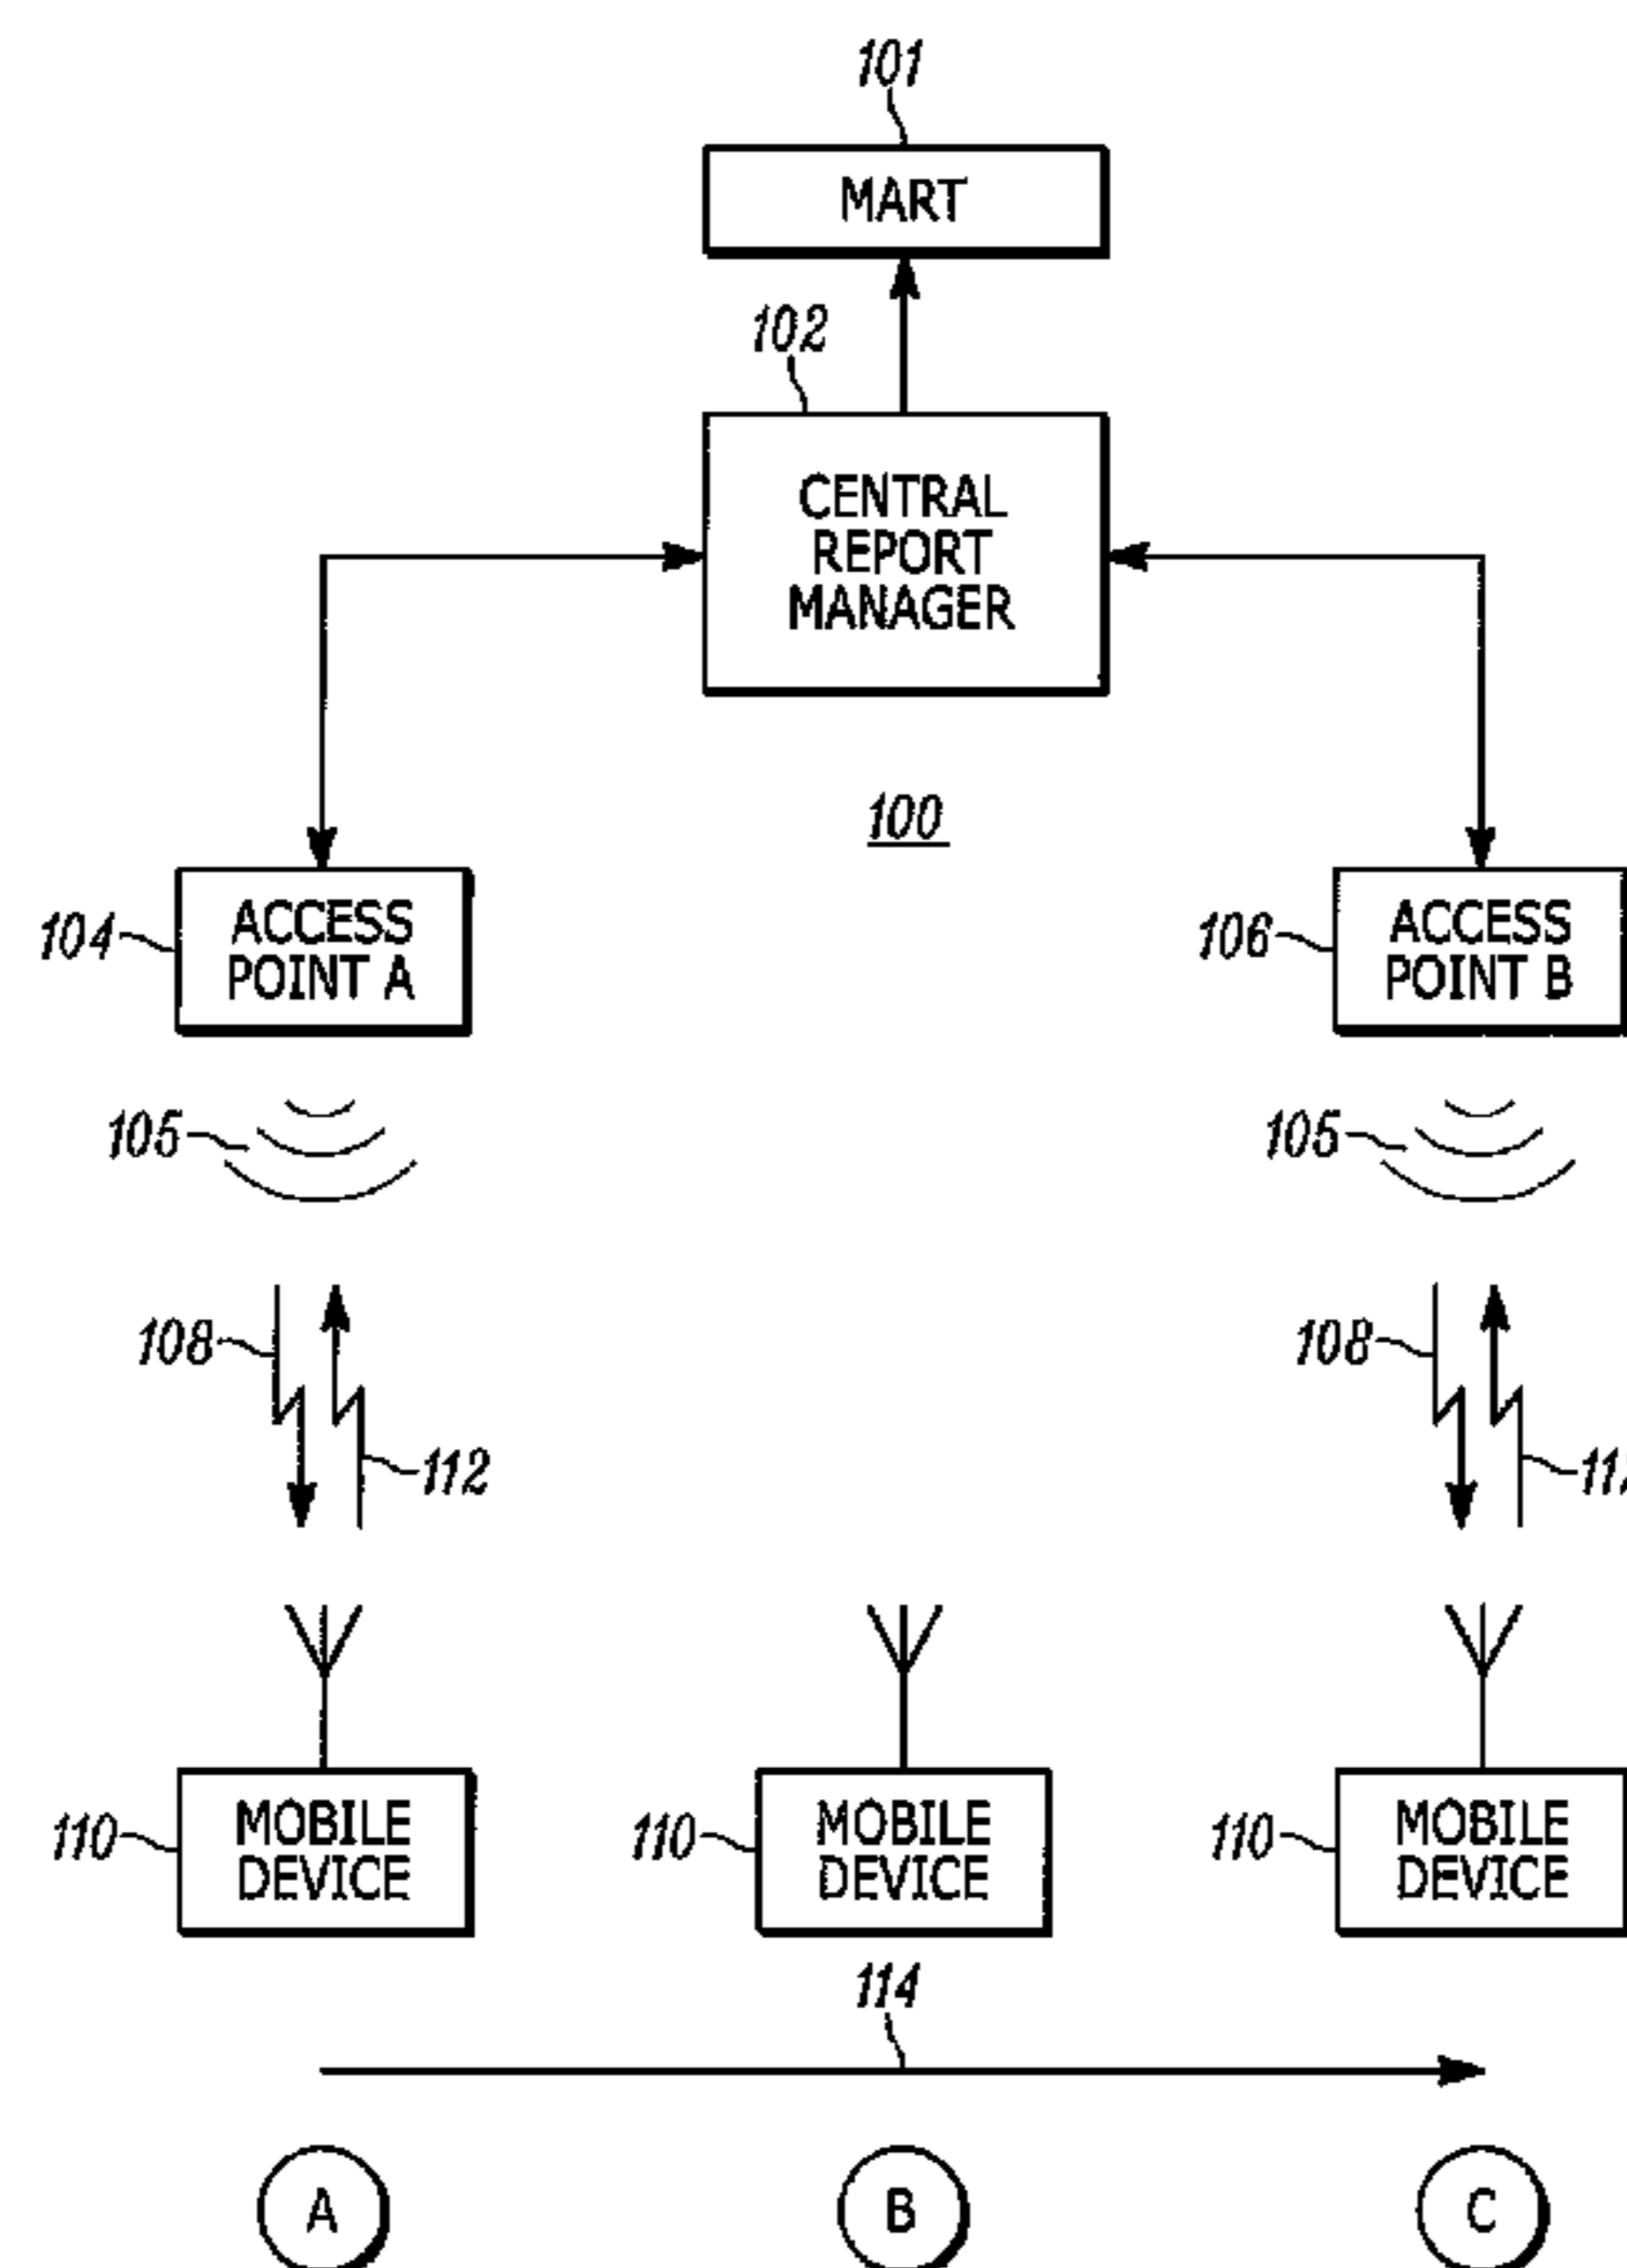 101
MART
102
CENTRAL
REPORT
MANAGER
100
104
ACCESS
POINT A
106
ACCESS
POINT B
105
105
108
108
112
110
MOBILE
DEVICE
110
MOBILE
DEVICE
110
MOBILE
DEVICE
114
A
B
C